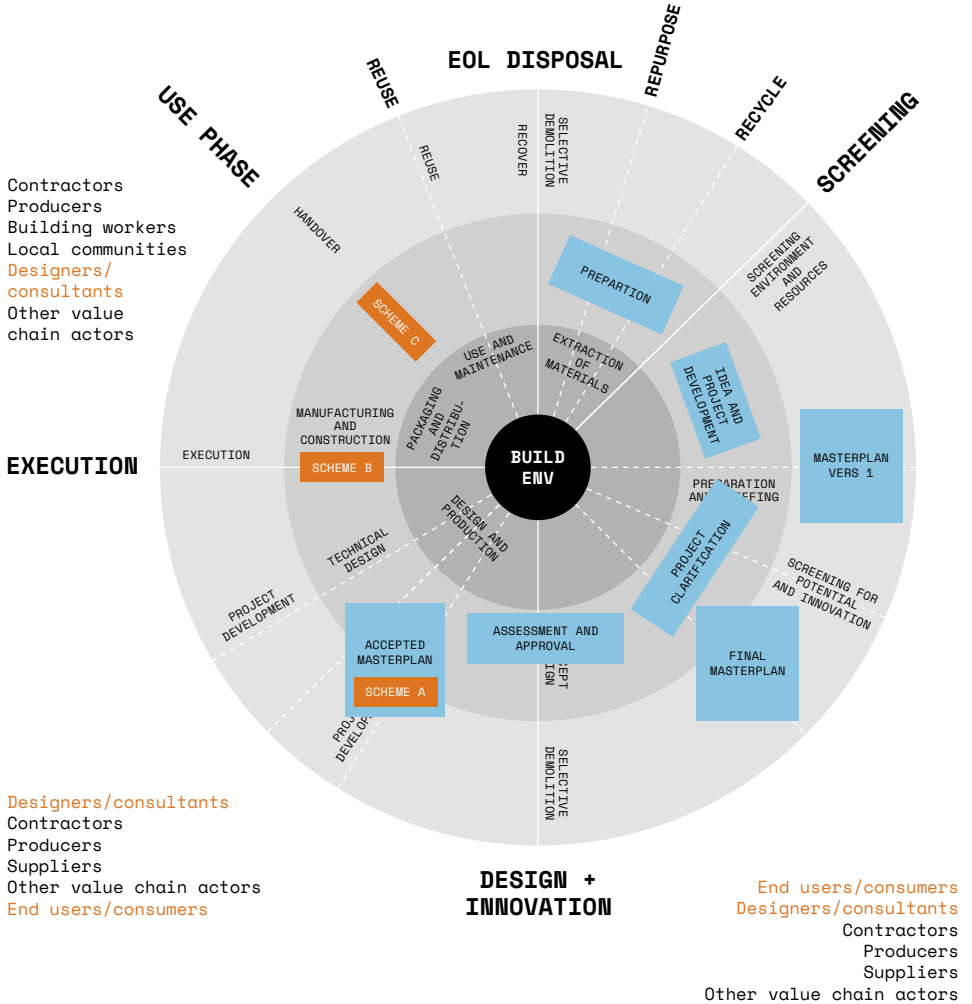 EOL DISPOSAL
REUSE
REPURPOSE
RECYCLE
USE PHASE
SCREENING
Contractors
Producers
Building workers
Local communities
Designers/
consultants
Other value
chain actors
REUSE
RECOVER
SELECTIVE
DEMOLITION
HANDOVER
SCREENING
ENVIRONMENT
AND
RESOURCES
PREPARTION
SCHEME C
USE AND
MAINTENANCE
EXTRACTION
OF
MATERIALS
IDEA AND
PROJECT
DEVELOPMENT
PACKAGING
AND
DISTRIBU-
TION
MANUFACTURING
AND
CONSTRUCTION
EXECUTION
EXECUTION
SCHEME B
BUILD
ENV
MASTERPLAN
VERS 1
PREPARATION
AND
DESIGN AND
PRODUCTION
TECHNICAL
DESIGN
PROJECT
CLARIFICATION
SCREENING FOR
POTENTIAL
AND INNOVATION
PROJECT
DEVELOPMENT
ACCEPTED
MASTERPLAN
SCHEME A
ASSESSMENT AND
APPROVAL
FINAL
MASTERPLAN
SELECTIVE
DEMOLITION
Designers/consultants
Contractors
Producers
Suppliers
Other value chain actors
End users/consumers
DESIGN +
INNOVATION
End users/consumers
Designers/consultants
Contractors
Producers
Suppliers
Other value chain actors